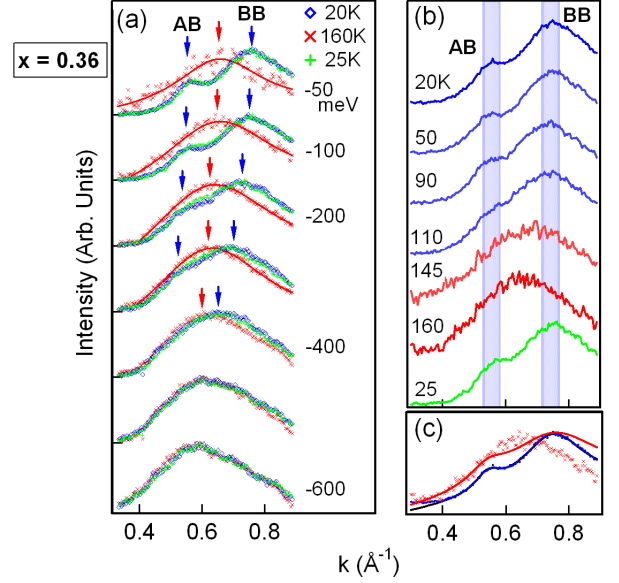 x = 0.36
Intensity (Arb. Units)
(a)
AB
BB
20K
160K
25K
-50
meV
-100
-200
-300
-400
-600
0.4
0.6
0.8
(b)
AB
BB
20K
50
90
110
145
160
25
(c)
0.4
0.6
0.8
k (Å⁻¹)